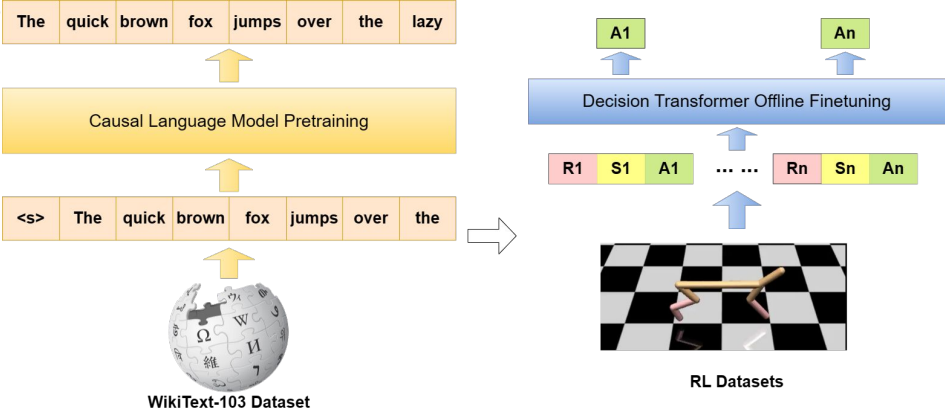 The quick brown fox jumps over the lazy
Causal Language Model Pretraining
<s> The quick brown fox jumps over the
Ω W И 維
WikiText-103 Dataset
A1 An
Decision Transformer Offline Finetuning
R1 S1 A1 ... ... Rn Sn An
RL Datasets